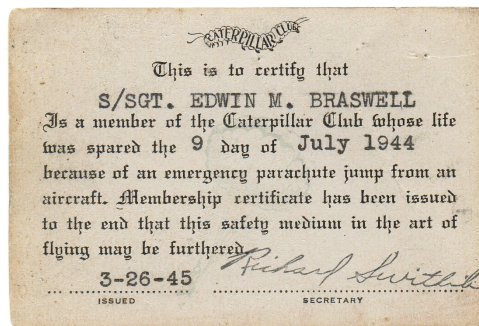 CATERPILLAR CLUB
This is to certify that
S/SGT. EDWIN M. BRASWELL
Is a member of the Caterpillar Club whose life
was spared the 9 day of July 1944
because of an emergency parachute jump from an
aircraft. Membership certificate has been issued
to the end that this safety medium in the art of
flying may be furthered.
Richard Switlik
3-26-45
ISSUED SECRETARY